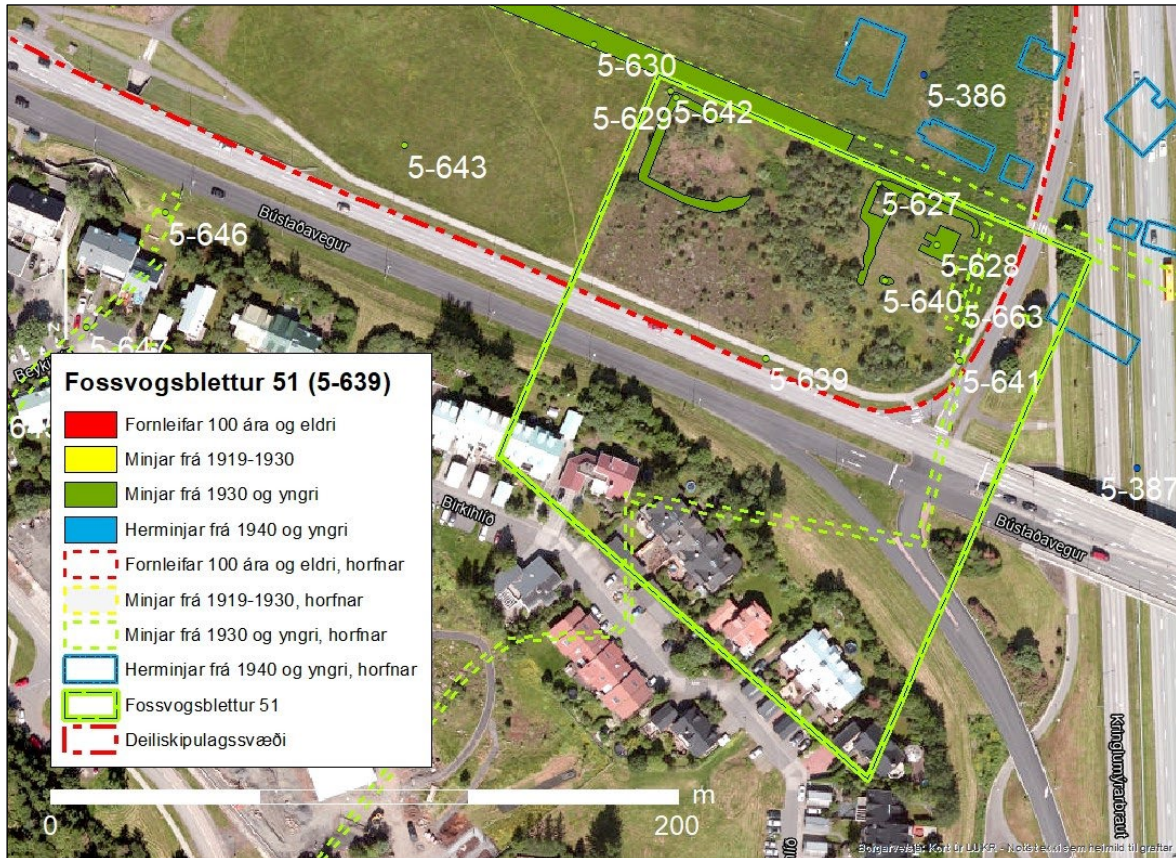 5-630
5-386
5-629
5-642
5-643
5-627
5-646
Bústaðavegur
5-628
5-640
5-663
5-647
5-639
5-641
5-387
Bústaðavegur
Birkihlíð
Kringlumýrarbraut
Fossvogsblettur 51 (5-639)
Fornleifar 100 ára og eldri
Minjar frá 1919-1930
Minjar frá 1930 og yngri
Herminjar frá 1940 og yngri
Fornleifar 100 ára og eldri, horfnar
Minjar frá 1919-1930, horfnar
Minjar frá 1930 og yngri, horfnar
Herminjar frá 1940 og yngri, horfnar
Fossvogsblettur 51
Deiliskipulagssvæði
m
0
200